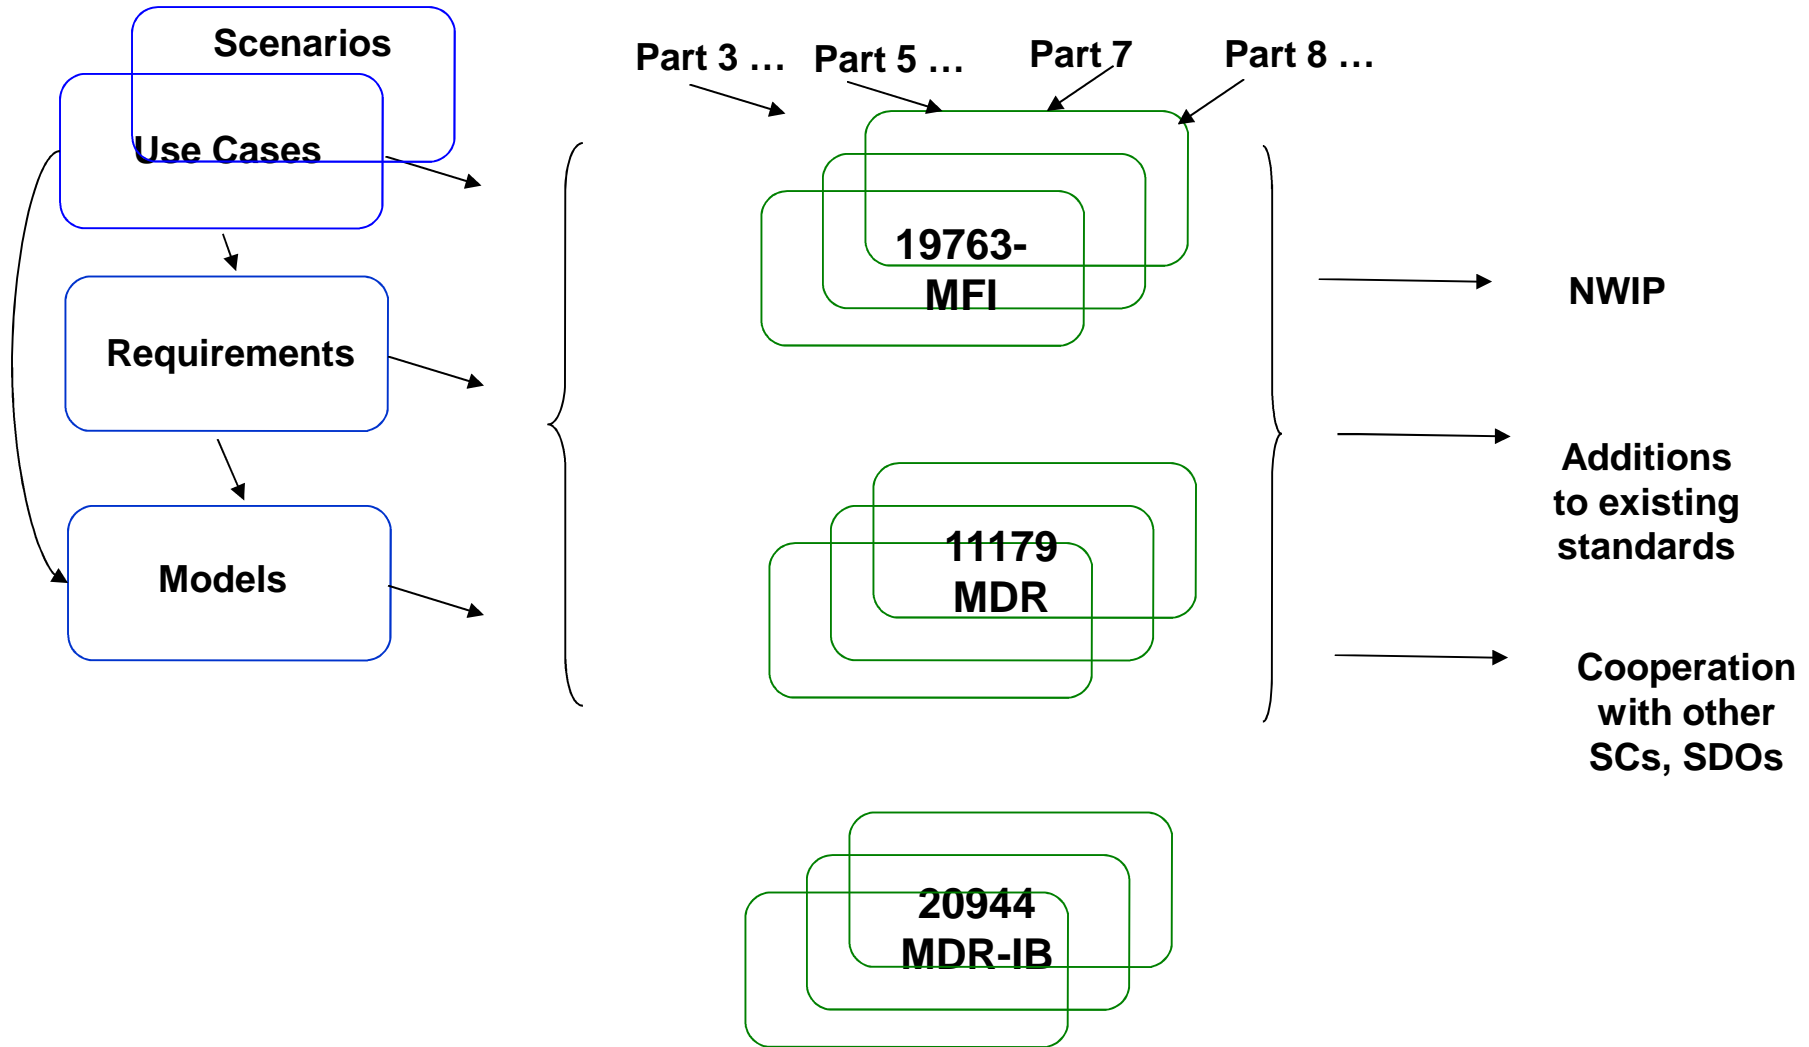 Scenarios
Use Cases
Requirements
Models
Part 3 …
Part 5 …
Part 7
Part 8 …
19763-
MFI
11179
MDR
20944
MDR-IB
NWIP
Additions
to existing
standards
Cooperation
with other
SCs, SDOs